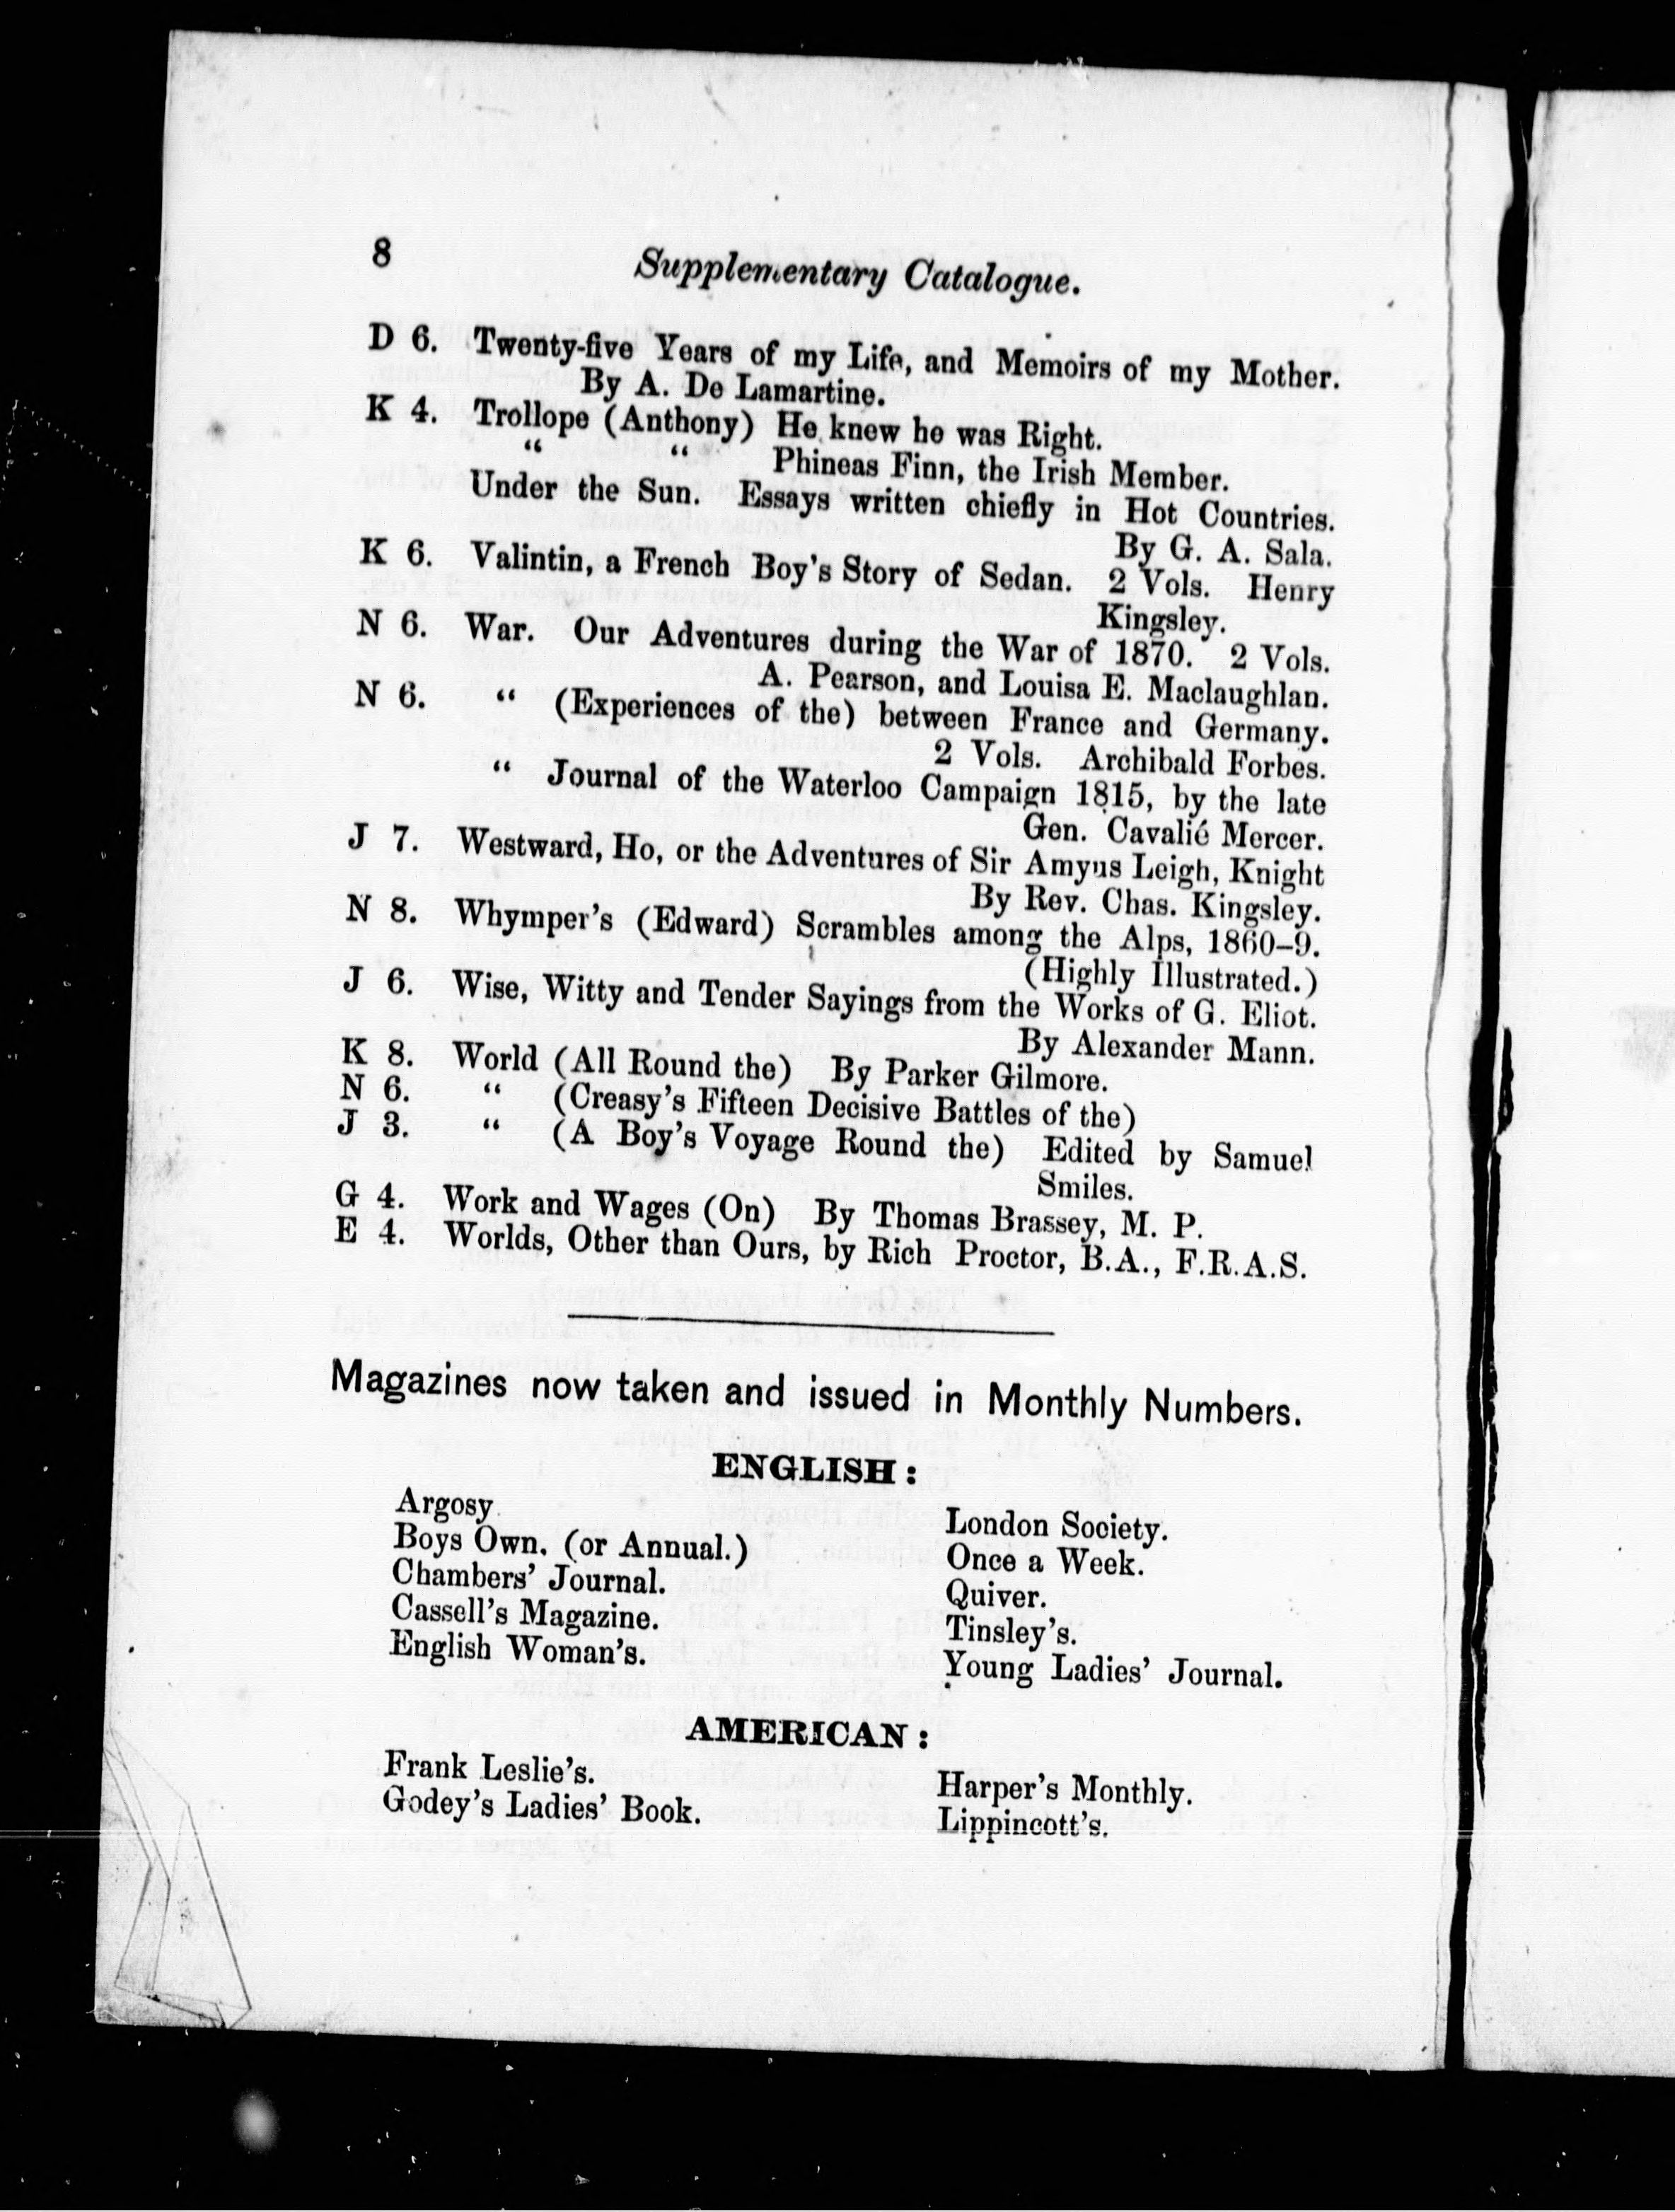 8
Supplementary Catalogue.
D 6. Twenty-five Years of my Life, and Memoirs of my Mother.
By A. De Lamartine.
K 4. Trollope (Anthony) He knew he was Right.
“ “ Phineas Finn, the Irish Member.
Under the Sun. Essays written chiefly in Hot Countries.
By G. A. Sala.
K 6. Valintin, a French Boy's Story of Sedan. 2 Vols. Henry
Kingsley.
N 6. War. Our Adventures during the War of 1870. 2 Vols.
A. Pearson, and Louisa E. Maclaughlan.
N 6. “ (Experiences of the) between France and Germany.
2 Vols. Archibald Forbes.
“ Journal of the Waterloo Campaign 1815, by the late
Gen. Cavalié Mercer.
J 7. Westward, Ho, or the Adventures of Sir Amyus Leigh, Knight
By Rev. Chas. Kingsley.
N 8. Whymper's (Edward) Scrambles among the Alps, 1860–9.
(Highly Illustrated.)
J 6. Wise, Witty and Tender Sayings from the Works of G. Eliot.
By Alexander Mann.
K 8. World (All Round the) By Parker Gilmore.
N 6. “ (Creasy's Fifteen Decisive Battles of the)
J 3. “ (A Boy's Voyage Round the) Edited by Samuel
Smiles.
G 4. Work and Wages (On) By Thomas Brassey, M. P.
E 4. Worlds, Other than Ours, by Rich Proctor, B.A., F.R.A.S.
Magazines now taken and issued in Monthly Numbers.
ENGLISH:
Argosy
Boys Own. (or Annual.)
Chambers' Journal.
Cassell's Magazine.
English Woman's.
London Society.
Once a Week.
Quiver.
Tinsley's.
Young Ladies' Journal.
AMERICAN:
Frank Leslie's.
Godey's Ladies' Book.
Harper's Monthly.
Lippincott's.